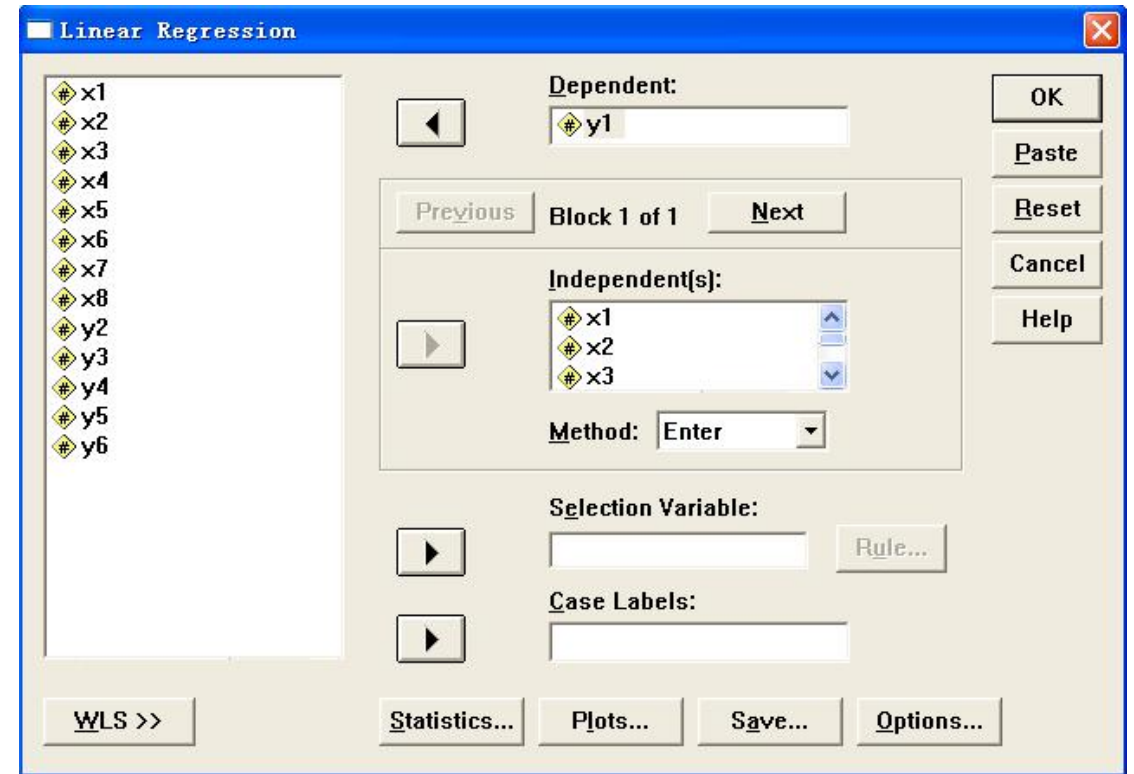 Linear Regression
x1
x2
x3
x4
x5
x6
x7
x8
y2
y3
y4
y5
y6
Dependent:
y1
Previous Block 1 of 1 Next
Independent(s):
x1
x2
x3
Method: Enter
Selection Variable:
Rule...
Case Labels:
WLS >> Statistics... Plots... Save... Options...
OK
Paste
Reset
Cancel
Help